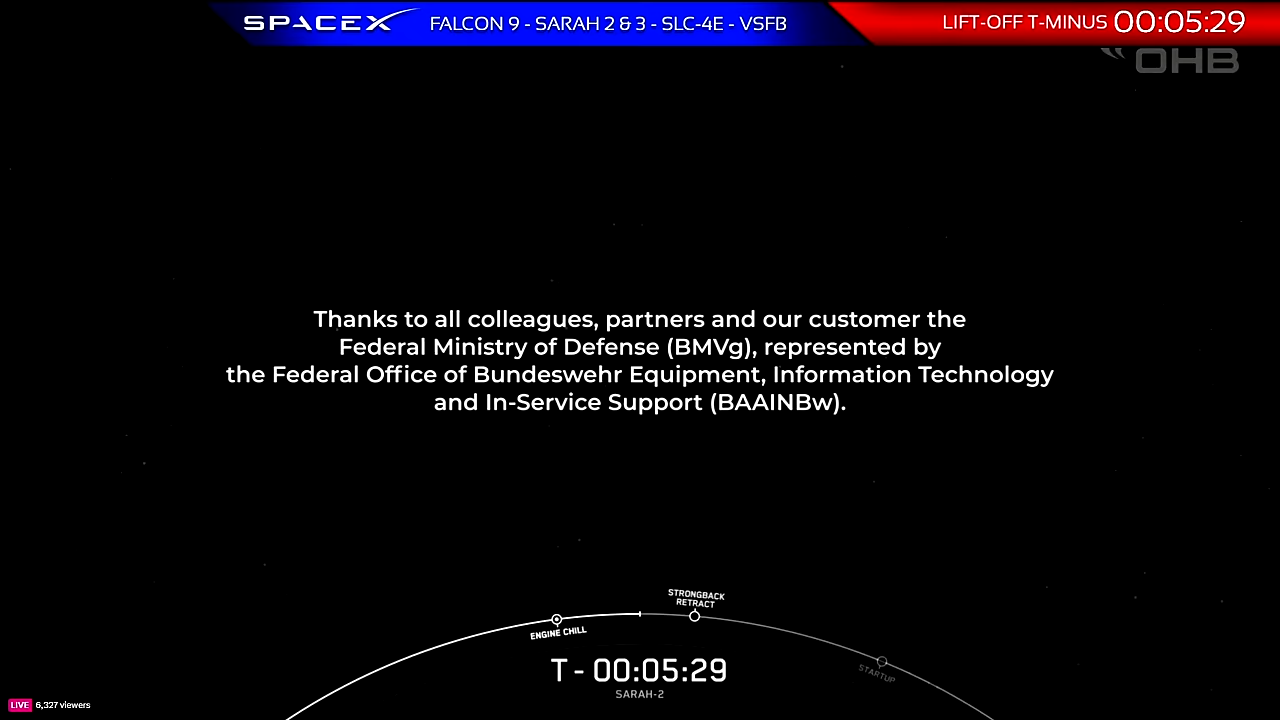 SPACEX FALCON 9 - SARAH 2 & 3 - SLC-4E - VSFB LIFT-OFF T-MINUS 00:05:29
OHB
Thanks to all colleagues, partners and our customer the
Federal Ministry of Defense (BMVg), represented by
the Federal Office of Bundeswehr Equipment, Information Technology
and In-Service Support (BAAINBw).
STRONGBACK
RETRACT
ENGINE CHILL
STARTUP
T - 00:05:29
SARAH-2
LIVE 6,327 viewers